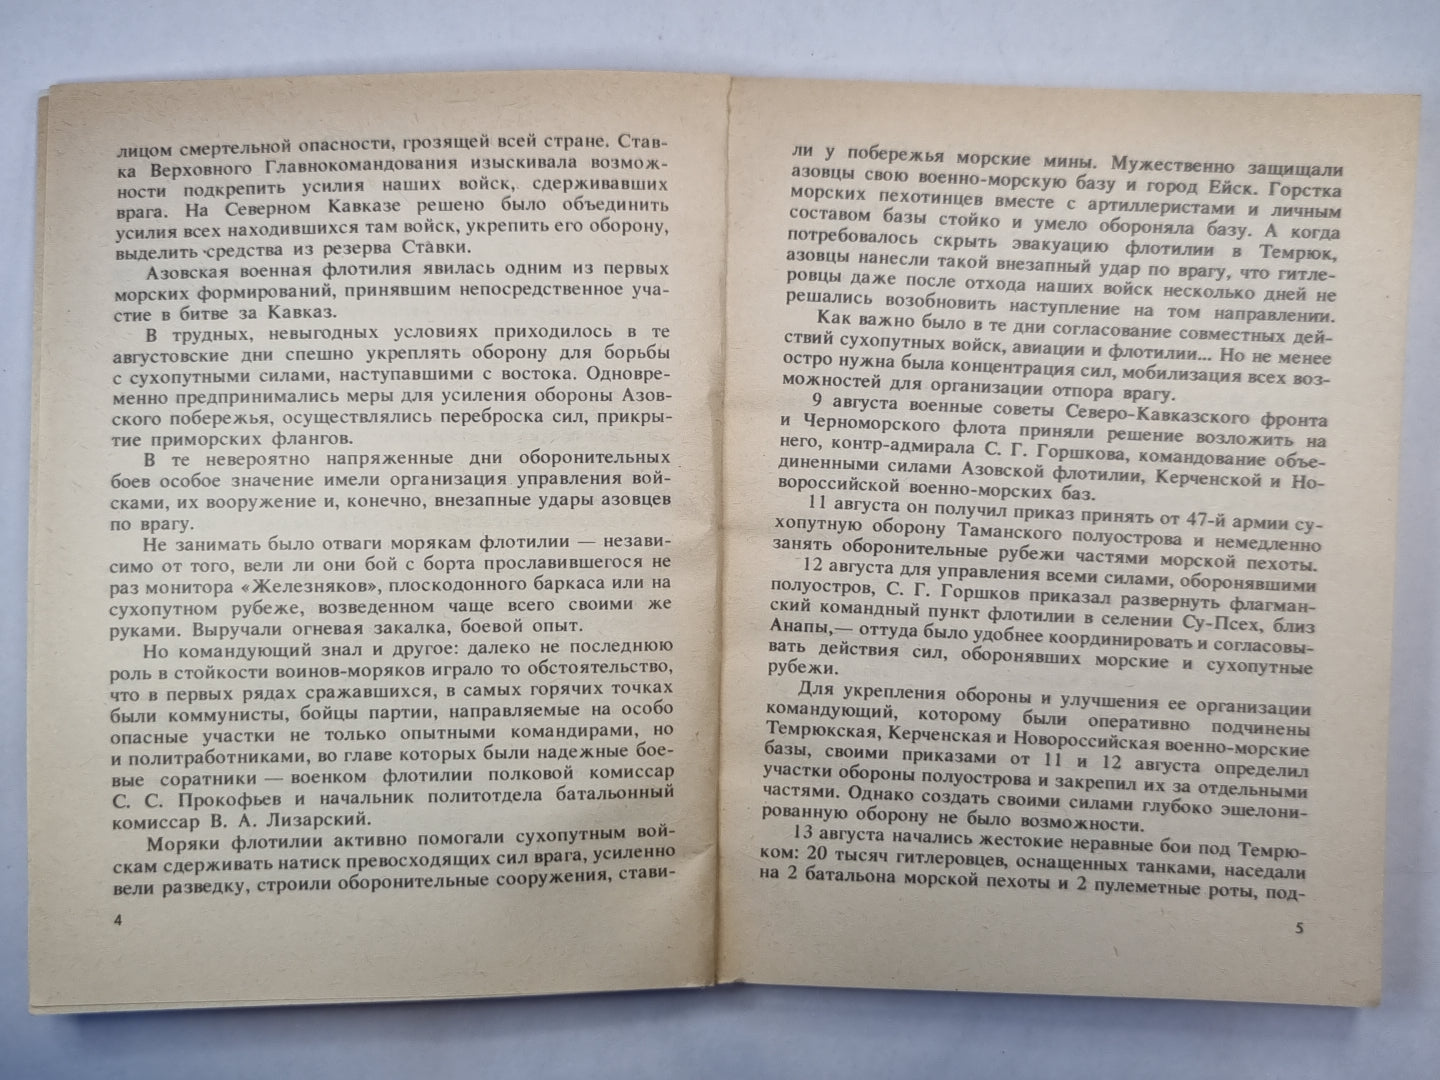 лицом смертельной опасности, грозящей всей стране. Став-
ка Верховного Главнокомандования изыскивала возмож-
ности подкрепить усилия наших войск, сдерживавших
врага. На Северном Кавказе решено было объединить
усилия всех находившихся там войск, укрепить его оборону,
выделить средства из резерва Ставки.
Азовская военная флотилия явилась одним из первых
морских формирований, принявшим непосредственное уча-
стие в битве за Кавказ.
В трудных, невыгодных условиях приходилось в те
августовские дни спешно укреплять оборону для борьбы
с сухопутными силами, наступавшими с востока. Одновре-
менно предпринимались меры для усиления обороны Азов-
ского побережья, осуществлялись переброска сил, прикры-
тие приморских флангов.
В те невероятно напряженные дни оборонительных
боев особое значение имели организация управления вой-
сками, их вооружение и, конечно, внезапные удары азовцев
по врагу.
Не занимать было отваги морякам флотилии — незави-
симо от того, вели ли они бой с борта прославившегося не
раз монитора «Железняков», плоскодонного баркаса или на
сухопутном рубеже, возведенном чаще всего своими же
руками. Выручали огневая закалка, боевой опыт.
Но командующий знал и другое: далеко не последнюю
роль в стойкости воинов-моряков играло то обстоятельство,
что в первых рядах сражавшихся, в самых горячих точках
были коммунисты, бойцы партии, направляемые на особо
опасные участки не только опытными командирами, но
и политработниками, во главе которых были надежные бое-
вые соратники — военком флотилии полковой комиссар
С. С. Прокофьев и начальник политотдела батальонный
комиссар В. А. Лизарский.
Моряки флотилии активно помогали сухопутным вой-
скам сдерживать натиск превосходящих сил врага, усиленно
вели разведку, строили оборонительные сооружения, стави-
4
ли у побережья морские мины. Мужественно защищали
азовцы свою военно-морскую базу и город Ейск. Горстка
морских пехотинцев вместе с артиллеристами и личным
составом базы стойко и умело обороняла базу. А когда
потребовалось скрыть эвакуацию флотилии в Темрюк,
азовцы нанесли такой внезапный удар по врагу, что гитле-
ровцы даже после отхода наших войск несколько дней не
решались возобновить наступление на том направлении.
Как важно было в те дни согласование совместных дей-
ствий сухопутных войск, авиации и флотилии... Но не менее
остро нужна была концентрация сил, мобилизация всех воз-
можностей для организации отпора врагу.
9 августа военные советы Северо-Кавказского фронта
и Черноморского флота приняли решение возложить на
него, контр-адмирала С. Г. Горшкова, командование объе-
диненными силами Азовской флотилии, Керченской и Но-
вороссийской военно-морских баз.
11 августа он получил приказ принять от 47-й армии су-
хопутную оборону Таманского полуострова и немедленно
занять оборонительные рубежи частями морской пехоты.
12 августа для управления всеми силами, оборонявшими
полуостров, С. Г. Горшков приказал развернуть флагман-
ский командный пункт флотилии в селении Су-Псех, близ
Анапы,— оттуда было удобнее координировать и согласовы-
вать действия сил, оборонявших морские и сухопутные
рубежи.
Для укрепления обороны и улучшения ее организации
командующий, которому были оперативно подчинены
Темрюкская, Керченская и Новороссийская военно-морские
базы, своими приказами от 11 и 12 августа определил
участки обороны полуострова и закрепил их за отдельными
частями. Однако создать своими силами глубоко эшелони-
рованную оборону не было возможности.
13 августа начались жестокие неравные бои под Темрю-
ком: 20 тысяч гитлеровцев, оснащенных танками, наседали
на 2 батальона морской пехоты и 2 пулеметные роты, под-
5